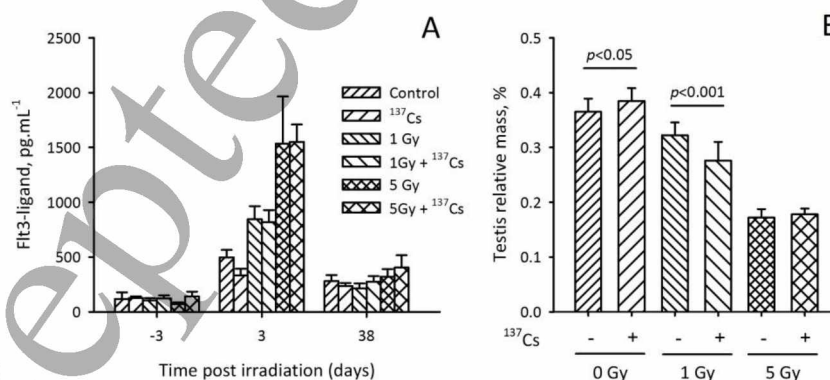 epte
A
2500
2000
1500
1000
500
0
Flt3-ligand, pg.mL-1
Control
137Cs
1 Gy
1Gy + 137Cs
5 Gy
5Gy + 137Cs
-3 3 38
Time post irradiation (days)
0.5
0.4
0.3
0.2
0.1
0.0
Testis relative mass, %
p<0.05
p<0.001
137Cs - + - + - +
0 Gy 1 Gy 5 Gy